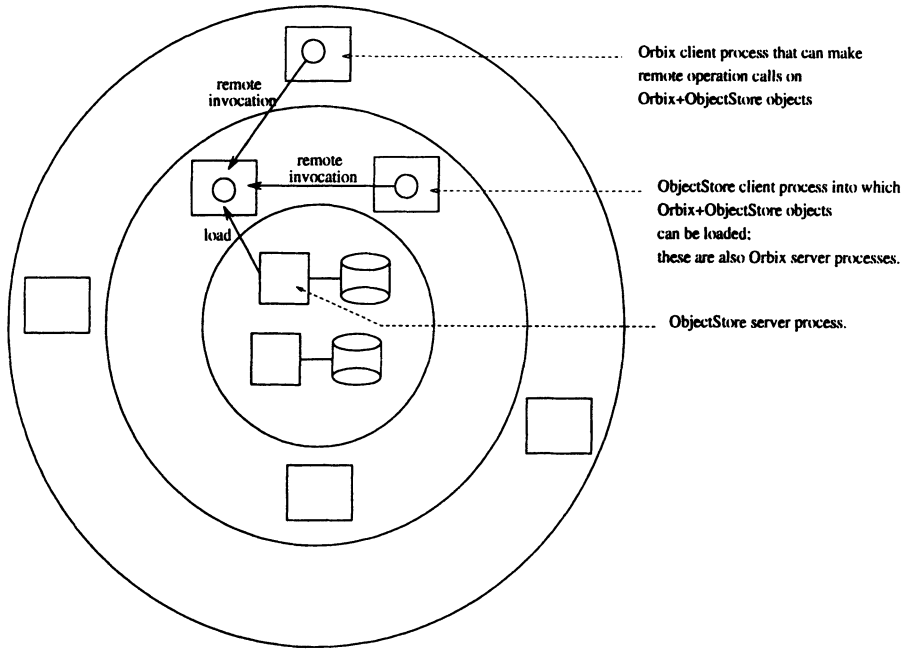 Orbix client process that can make
remote operation calls on
Orbix+ObjectStore objects
remote
invocation
remote
invocation
ObjectStore client process into which
Orbix+ObjectStore objects
can be loaded;
these are also Orbix server processes.
load
ObjectStore server process.